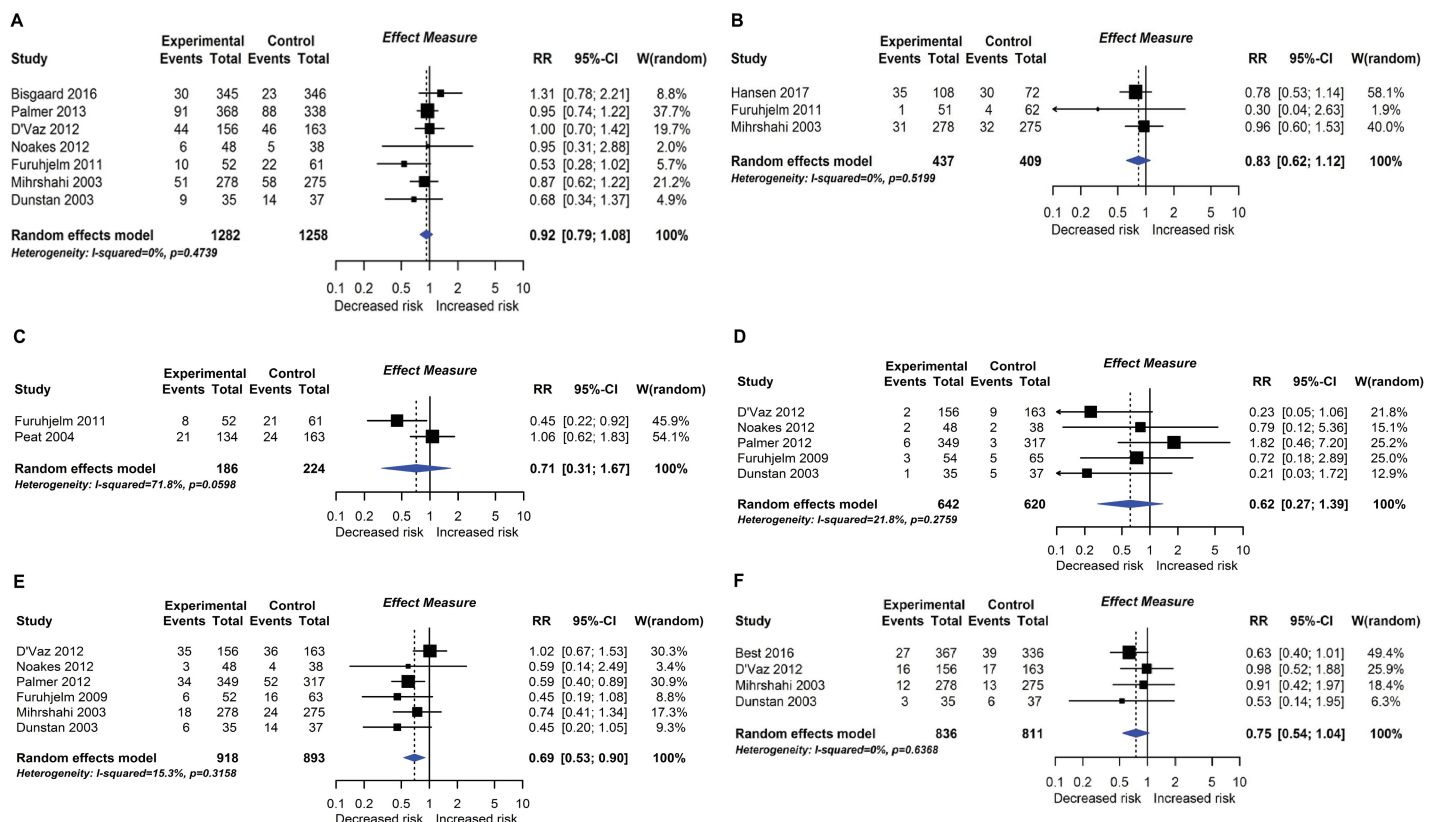 A
Effect Measure
Experimental Control
Study Events Total Events Total RR 95%-CI W(random)
Bisgaard 2016 30 345 23 346 1.31 [0.78; 2.21] 8.8%
Palmer 2013 91 368 88 338 0.95 [0.74; 1.22] 37.7%
D'Vaz 2012 44 156 46 163 1.00 [0.70; 1.42] 19.7%
Noakes 2012 6 48 5 38 0.95 [0.31; 2.88] 2.0%
Furuhjelm 2011 10 52 22 61 0.53 [0.28; 1.02] 5.7%
Mihrshahi 2003 51 278 58 275 0.87 [0.62; 1.22] 21.2%
Dunstan 2003 9 35 14 37 0.68 [0.34; 1.37] 4.9%
Random effects model 1282 1258 0.92 [0.79; 1.08] 100%
Heterogeneity: I-squared=0%, p=0.4739
0.1 0.2 0.5 1 2 5 10
Decreased risk Increased risk
B
Effect Measure
Experimental Control
Study Events Total Events Total RR 95%-CI W(random)
Hansen 2017 35 108 30 72 0.78 [0.53; 1.14] 58.1%
Furuhjelm 2011 1 51 4 62 0.30 [0.04; 2.63] 1.9%
Mihrshahi 2003 31 278 32 275 0.96 [0.60; 1.53] 40.0%
Random effects model 437 409 0.83 [0.62; 1.12] 100%
Heterogeneity: I-squared=0%, p=0.5199
0.1 0.2 0.5 1 2 5 10
Decreased risk Increased risk
C
Effect Measure
Experimental Control
Study Events Total Events Total RR 95%-CI W(random)
Furuhjelm 2011 8 52 21 61 0.45 [0.22; 0.92] 45.9%
Peat 2004 21 134 24 163 1.06 [0.62; 1.83] 54.1%
Random effects model 186 224 0.71 [0.31; 1.67] 100%
Heterogeneity: I-squared=71.8%, p=0.0598
0.1 0.2 0.5 1 2 5 10
Decreased risk Increased risk
D
Effect Measure
Experimental Control
Study Events Total Events Total RR 95%-CI W(random)
D'Vaz 2012 2 156 9 163 0.23 [0.05; 1.06] 21.8%
Noakes 2012 2 48 2 38 0.79 [0.12; 5.36] 15.1%
Palmer 2012 6 349 3 317 1.82 [0.46; 7.20] 25.2%
Furuhjelm 2009 3 54 5 65 0.72 [0.18; 2.89] 25.0%
Dunstan 2003 1 35 5 37 0.21 [0.03; 1.72] 12.9%
Random effects model 642 620 0.62 [0.27; 1.39] 100%
Heterogeneity: I-squared=21.8%, p=0.2759
0.1 0.2 0.5 1 2 5 10
Decreased risk Increased risk
E
Effect Measure
Experimental Control
Study Events Total Events Total RR 95%-CI W(random)
D'Vaz 2012 35 156 36 163 1.02 [0.67; 1.53] 30.3%
Noakes 2012 3 48 4 38 0.59 [0.14; 2.49] 3.4%
Palmer 2012 34 349 52 317 0.59 [0.40; 0.89] 30.9%
Furuhjelm 2009 6 52 16 63 0.45 [0.19; 1.08] 8.8%
Mihrshahi 2003 18 278 24 275 0.74 [0.41; 1.34] 17.3%
Dunstan 2003 6 35 14 37 0.45 [0.20; 1.05] 9.3%
Random effects model 918 893 0.69 [0.53; 0.90] 100%
Heterogeneity: I-squared=15.3%, p=0.3158
0.1 0.2 0.5 1 2 5 10
Decreased risk Increased risk
F
Effect Measure
Experimental Control
Study Events Total Events Total RR 95%-CI W(random)
Best 2016 27 367 39 336 0.63 [0.40; 1.01] 49.4%
D'Vaz 2012 16 156 17 163 0.98 [0.52; 1.88] 25.9%
Mihrshahi 2003 12 278 13 275 0.91 [0.42; 1.97] 18.4%
Dunstan 2003 3 35 6 37 0.53 [0.14; 1.95] 6.3%
Random effects model 836 811 0.75 [0.54; 1.04] 100%
Heterogeneity: I-squared=0%, p=0.6368
0.1 0.2 0.5 1 2 5 10
Decreased risk Increased risk